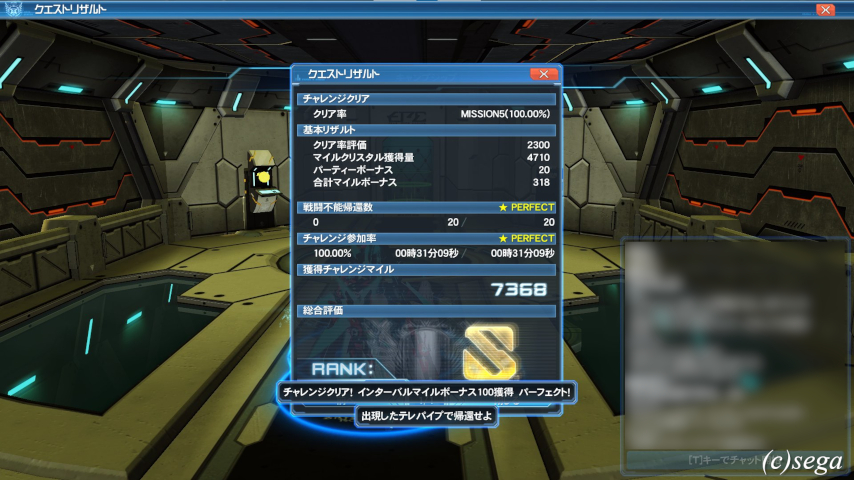 クエストリザルト
クエストリザルト
チャレンジクリア
クリア率 MISSION5(100.00%)
基本リザルト
クリア率評価 2300
マイルクリスタル獲得量 4710
パーティーボーナス 20
合計マイルボーナス 318
戦闘不能帰還数 ★ PERFECT
0 20 / 20
チャレンジ参加率 ★ PERFECT
100.00% 00時31分09秒 / 00時31分09秒
獲得チャレンジマイル
7368
総合評価
RANK: S
チャレンジクリア! インターバルマイルボーナス100獲得 パーフェクト!
出現したテレパイプで帰還せよ
[T]キーでチャット
(c)sega